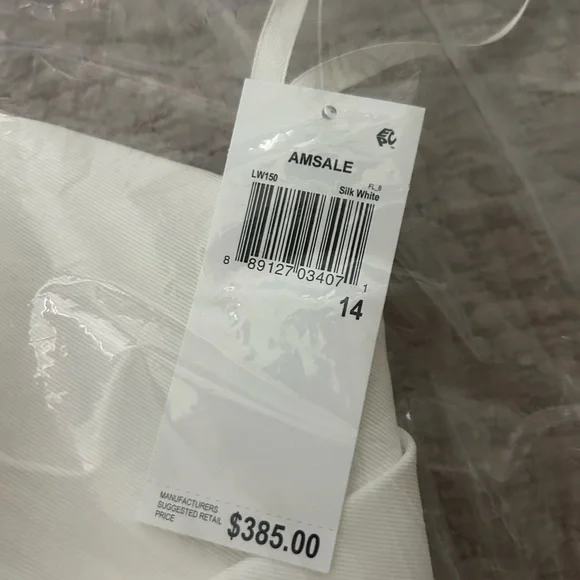 AMSALE
LW150
FL_8
Silk White
8 89127 03407 1
14
MANUFACTURERS
SUGGESTED RETAIL
PRICE
$385.00